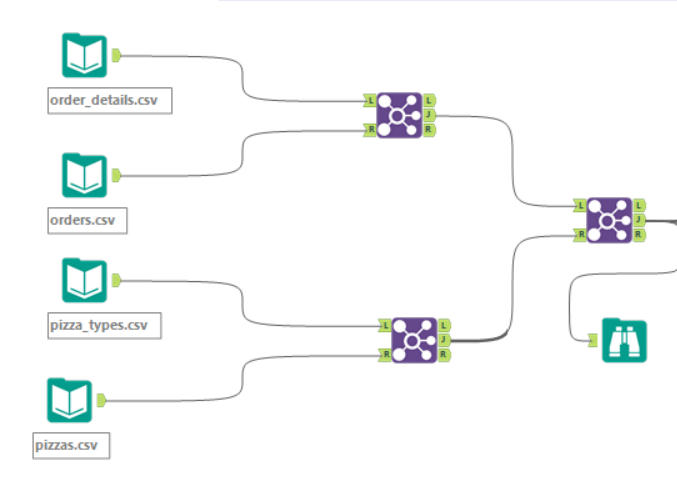 order_details.csv
L
R
L
J
R
orders.csv
L
R
L
J
R
pizza_types.csv
L
R
L
J
R
pizzas.csv